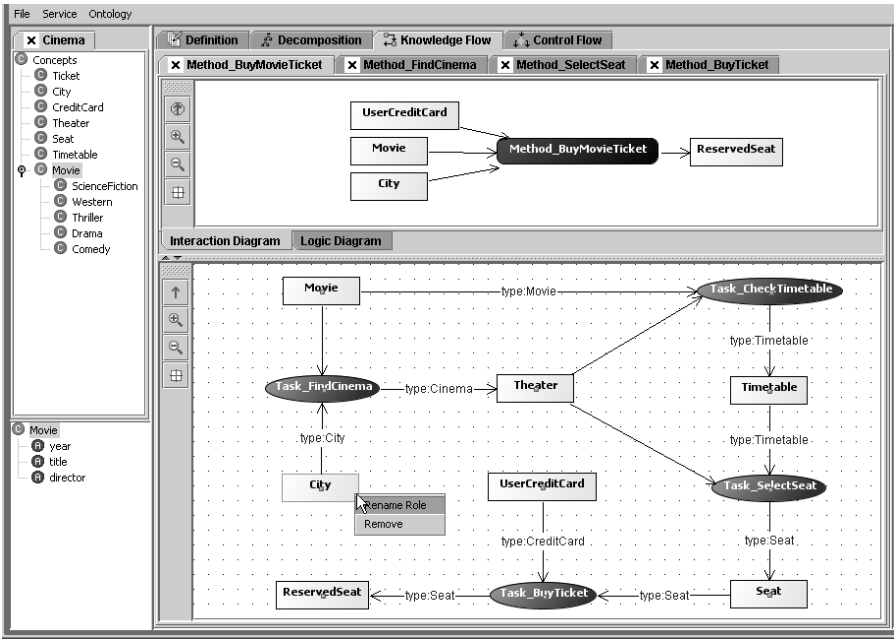 File Service Ontology
Cinema
Concepts
C Ticket
C City
C CreditCard
C Theater
C Seat
C Timetable
C Movie
C ScienceFiction
C Western
C Thriller
C Drama
C Comedy
C Movie
A year
A title
A director
Definition Decomposition Knowledge Flow Control Flow
Method_BuyMovieTicket Method_FindCinema Method_SelectSeat Method_BuyTicket
UserCreditCard
Movie
City
Method_BuyMovieTicket
ReservedSeat
Interaction Diagram Logic Diagram
Movie
type:Movie
Task_CheckTimetable
type:Timetable
Task_FindCinema
type:Cinema
Theater
Timetable
type:City
type:Timetable
City
Rename Role
Remove
UserCreditCard
Task_SelectSeat
type:CreditCard
type:Seat
ReservedSeat
type:Seat
Task_BuyTicket
type:Seat
Seat